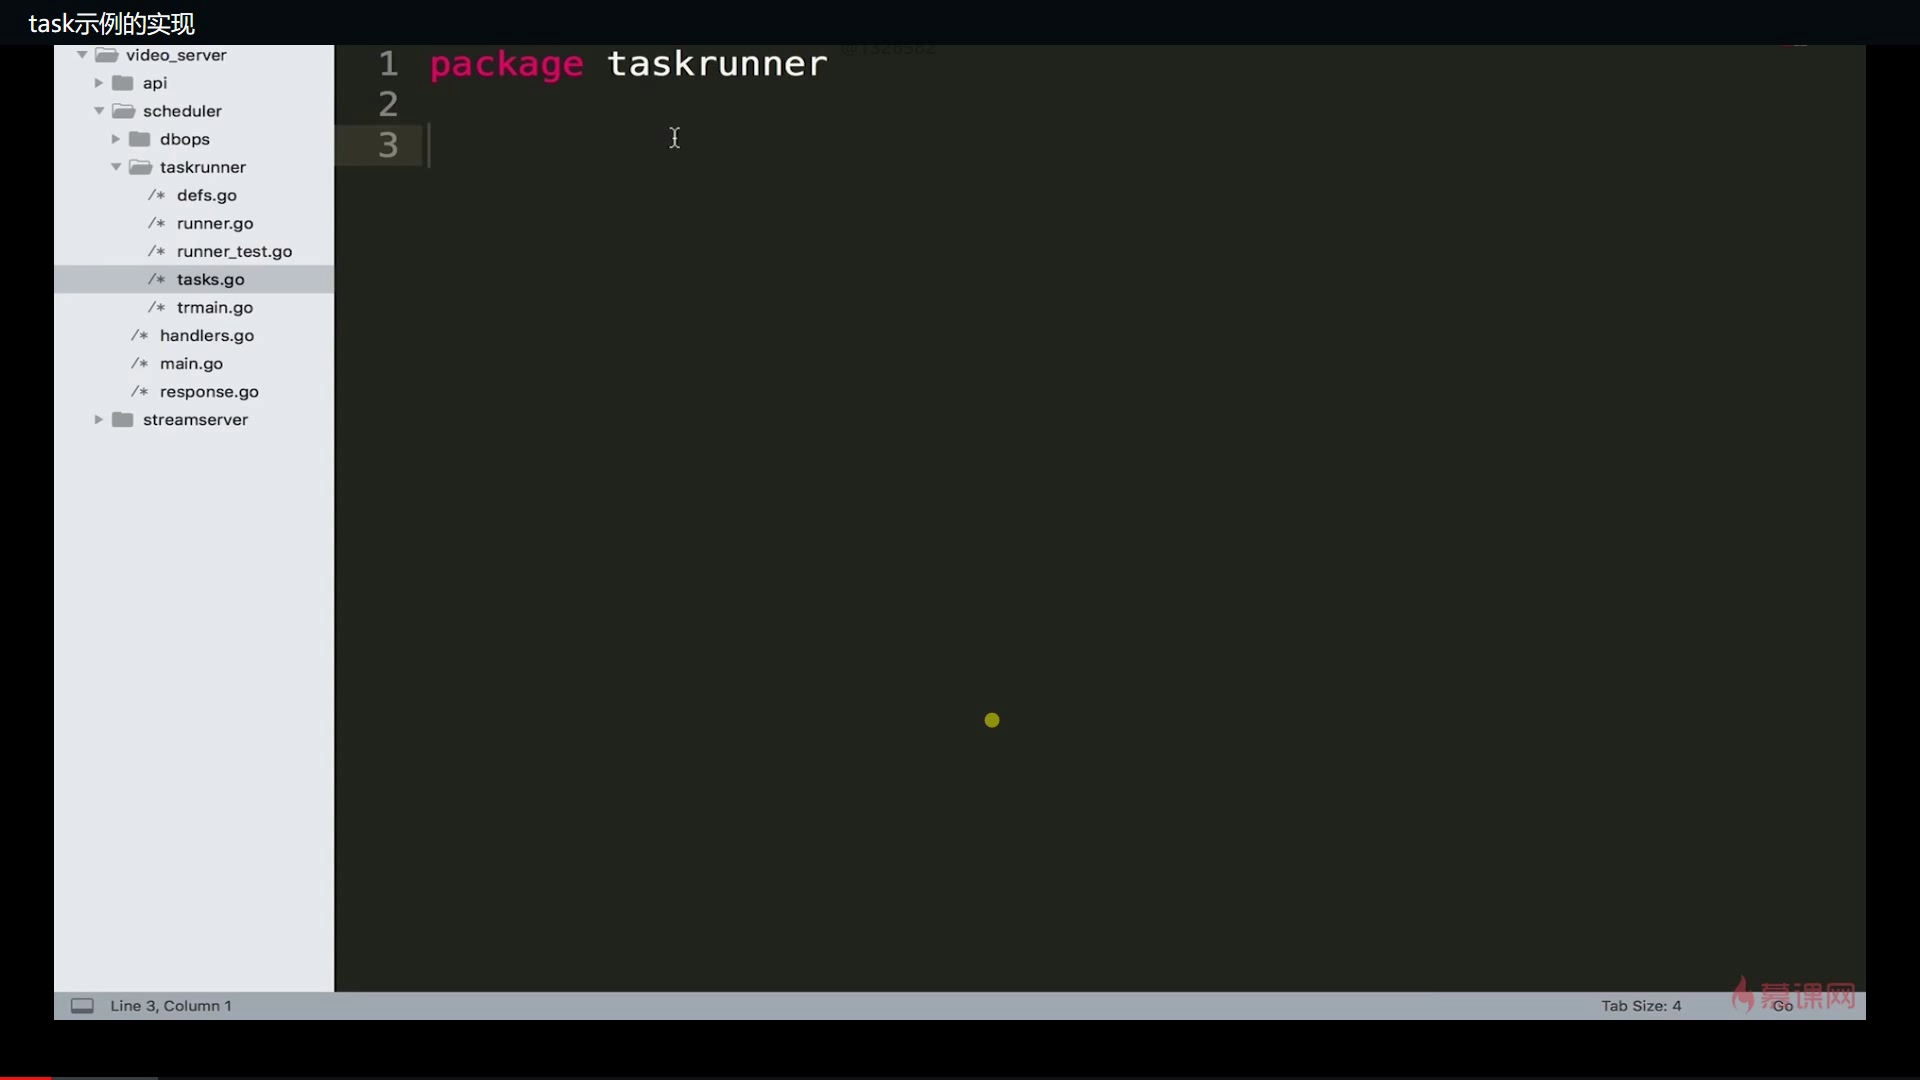 task示例的实现
video_server
api
scheduler
dbops
taskrunner
/* defs.go
/* runner.go
/* runner_test.go
/* tasks.go
/* trmain.go
/* handlers.go
/* main.go
/* response.go
streamserver
1 package taskrunner
2
3
@1326582
Line 3, Column 1
Tab Size: 4
Go
慕课网